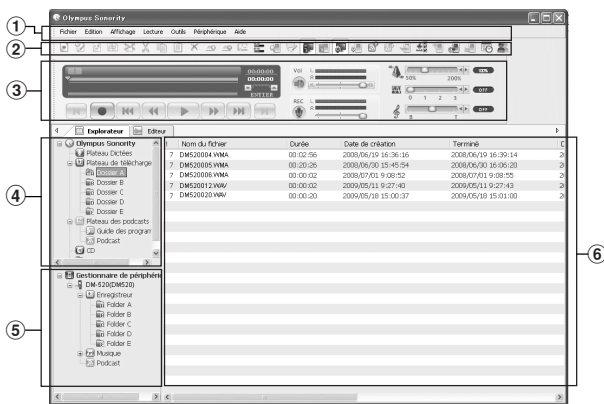 Olympus Sonority
① Fichier Edition Affichage Lecture Outils Périphérique Aide
②
③
00:00:00
00:00:00
ENTIER
Vol L R
REC L R
50% 200%
0 1 2 3
OFF
B T
OFF
Explorateur Editeur
④
Olympus Sonority
Plateau Dictées
Plateau de télécharge
Dossier A
Dossier B
Dossier C
Dossier D
Dossier E
Plateau des podcasts
Guide des program
Podcast
CD
⑤
Gestionnaire de périphéri
DM-520(DM520)
Enregistreur
Folder A
Folder B
Folder C
Folder D
Folder E
Musique
Podcast
⑥
! Nom du fichier Durée Date de création Terminé
7 DM520004.WMA 00:02:56 2008/06/19 16:36:16 2008/06/19 16:39:14
7 DM520005.WMA 00:20:26 2008/06/30 15:45:54 2008/06/30 16:06:20
7 DM520006.WMA 00:00:02 2008/07/01 9:08:52 2008/07/01 9:08:55
7 DM520012.WAV 00:00:02 2009/05/11 9:27:40 2009/05/11 9:27:43
7 DM520020.WAV 00:00:20 2009/05/18 15:00:37 2009/05/18 15:01:00